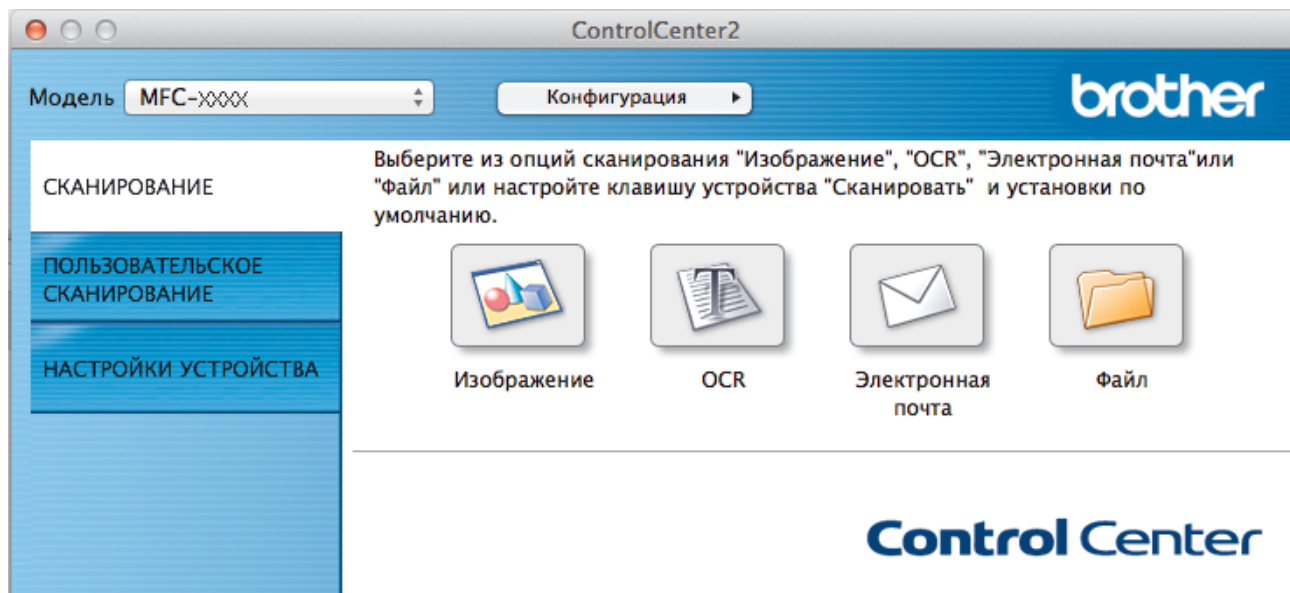 ControlCenter2
Модель MFC-XXXX Конфигурация brother
СКАНИРОВАНИЕ
ПОЛЬЗОВАТЕЛЬСКОЕ
СКАНИРОВАНИЕ
НАСТРОЙКИ УСТРОЙСТВА
Выберите из опций сканирования "Изображение", "OCR", "Электронная почта"или
"Файл" или настройте клавишу устройства "Сканировать"  и установки по
умолчанию.
Изображение
OCR
Электронная
почта
Файл
Control Center